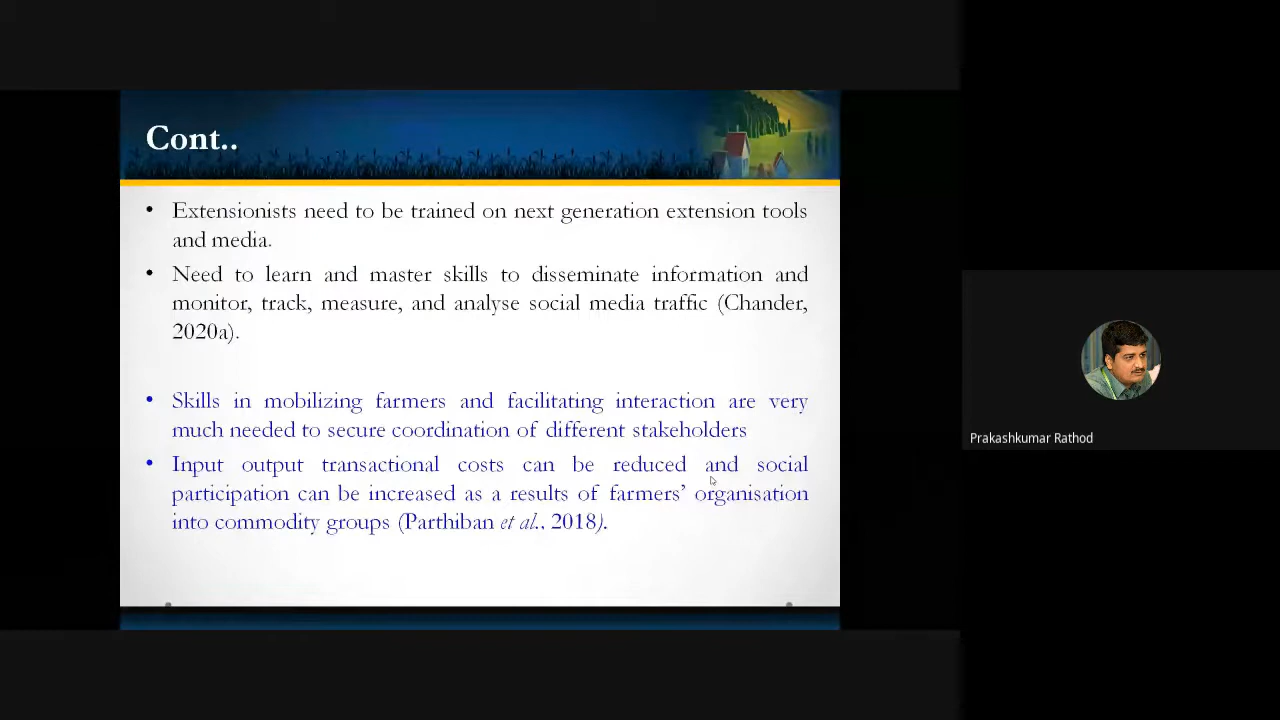 Cont..
• Extensionists need to be trained on next generation extension tools
and media.
• Need to learn and master skills to disseminate information and
monitor, track, measure, and analyse social media traffic (Chander,
2020a).
• Skills in mobilizing farmers and facilitating interaction are very
much needed to secure coordination of different stakeholders
• Input output transactional costs can be reduced and social
participation can be increased as a results of farmers’ organisation
into commodity groups (Parthiban et al., 2018).
Prakashkumar Rathod